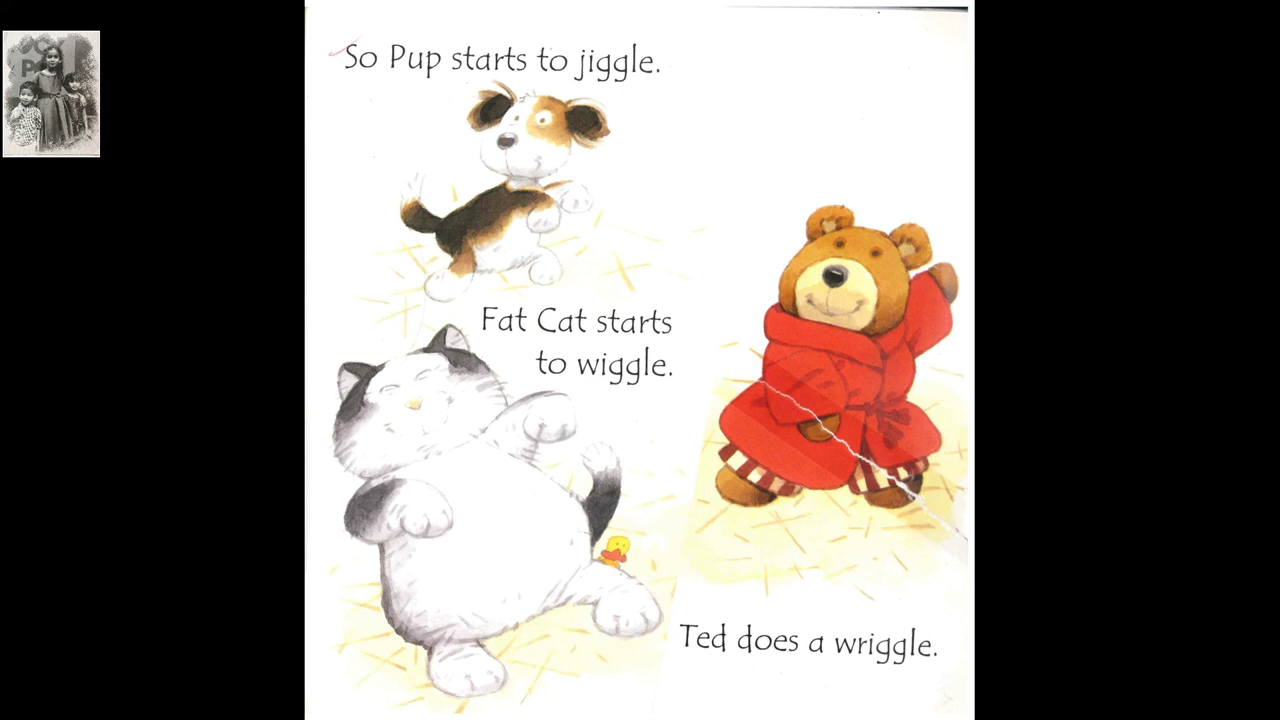 So Pup starts to jiggle.
Fat Cat starts
to wiggle.
Ted does a wriggle.